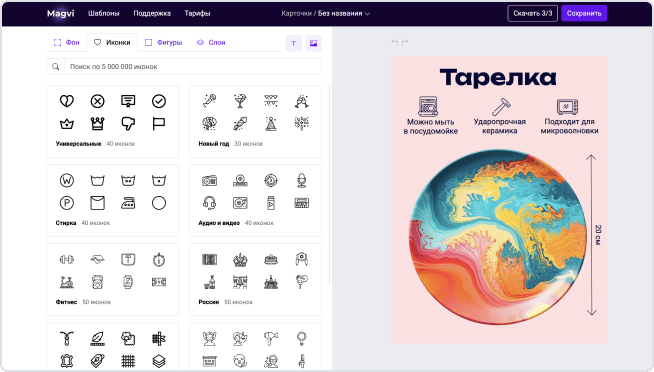 Magvi
Шаблоны
Поддержка
Тарифы
Карточки / Без названия
Скачать 3/3
Сохранить
Фон
Иконки
Фигуры
Слои
T
Поиск по 5 000 000 иконок
Универсальные 40 иконок
Новый год 30 иконок
Стирка 40 иконок
Аудио и видео 40 иконок
Фитнес 50 иконок
Россия 50 иконок
Тарелка
Можно мыть
в посудомойке
Ударопрочная
керамика
Подходит для
микроволновки
20 см